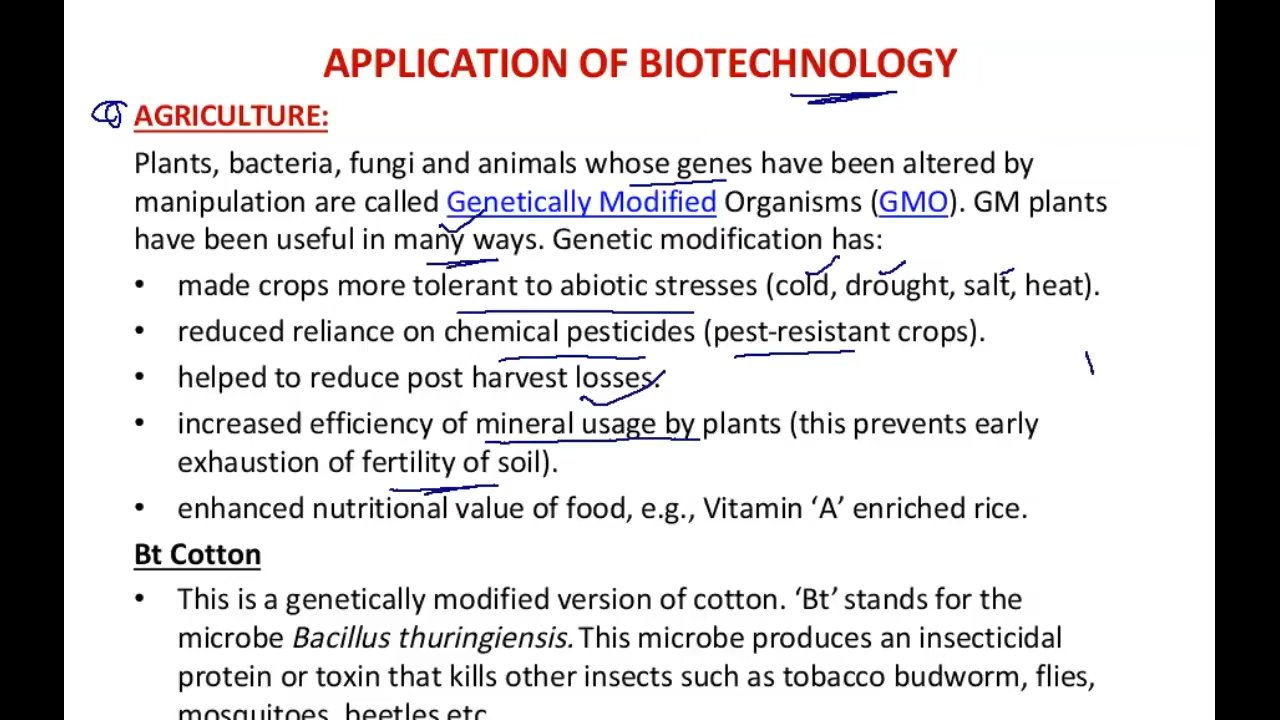 APPLICATION OF BIOTECHNOLOGY
AGRICULTURE:
Plants, bacteria, fungi and animals whose genes have been altered by
manipulation are called Genetically Modified Organisms (GMO). GM plants
have been useful in many ways. Genetic modification has:
• made crops more tolerant to abiotic stresses (cold, drought, salt, heat).
• reduced reliance on chemical pesticides (pest-resistant crops).
• helped to reduce post harvest losses.
• increased efficiency of mineral usage by plants (this prevents early
exhaustion of fertility of soil).
• enhanced nutritional value of food, e.g., Vitamin ‘A’ enriched rice.
Bt Cotton
• This is a genetically modified version of cotton. ‘Bt’ stands for the
microbe Bacillus thuringiensis. This microbe produces an insecticidal
protein or toxin that kills other insects such as tobacco budworm, flies,
mosquitoes, beetles etc